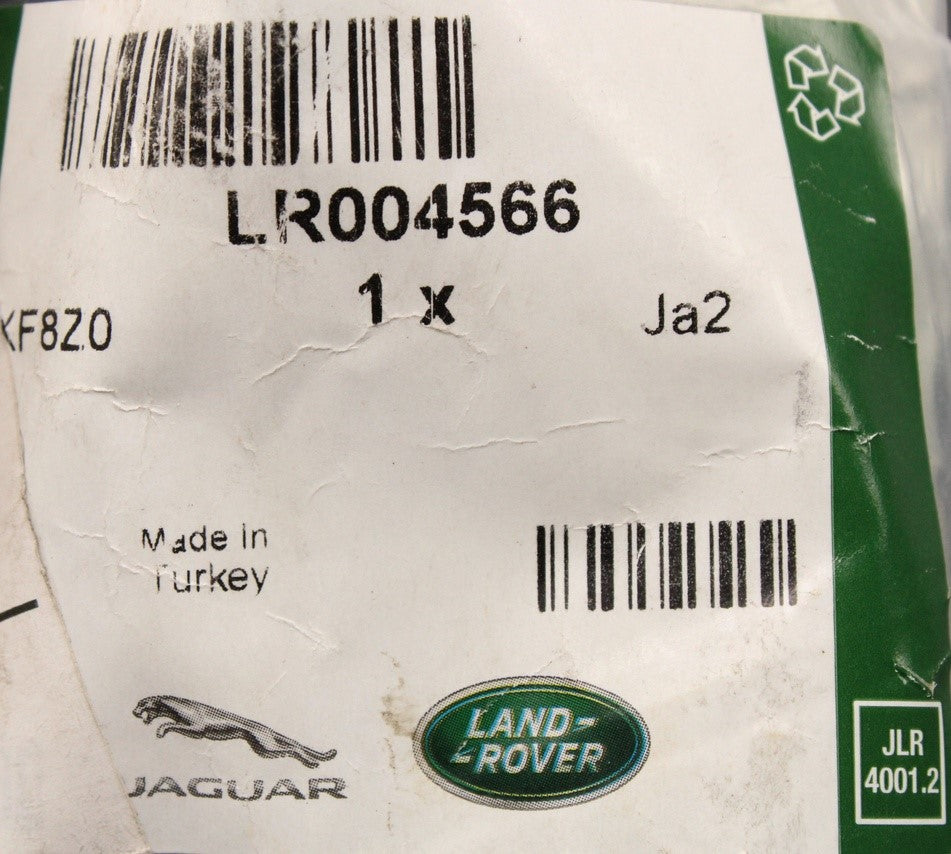 LR004566
1 x
KF8Z0
Ja2
Made In
Turkey
JAGUAR
LAND-
-ROVER
JLR
4001.2